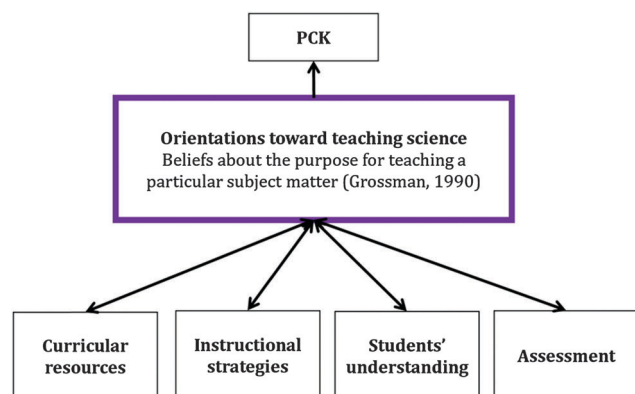 PCK
Orientations toward teaching science
Beliefs about the purpose for teaching a
particular subject matter (Grossman, 1990)
Curricular
resources
Instructional
strategies
Students’
understanding
Assessment